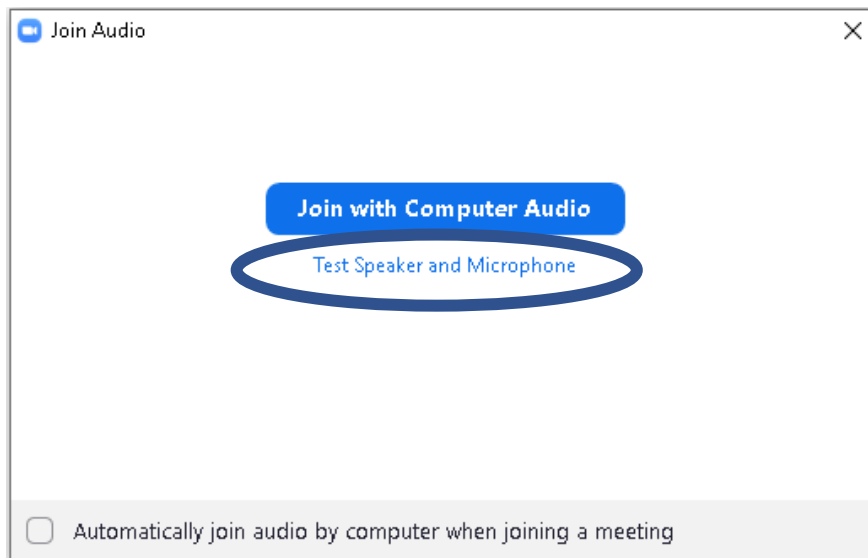 Join Audio
Join with Computer Audio
Test Speaker and Microphone
Automatically join audio by computer when joining a meeting